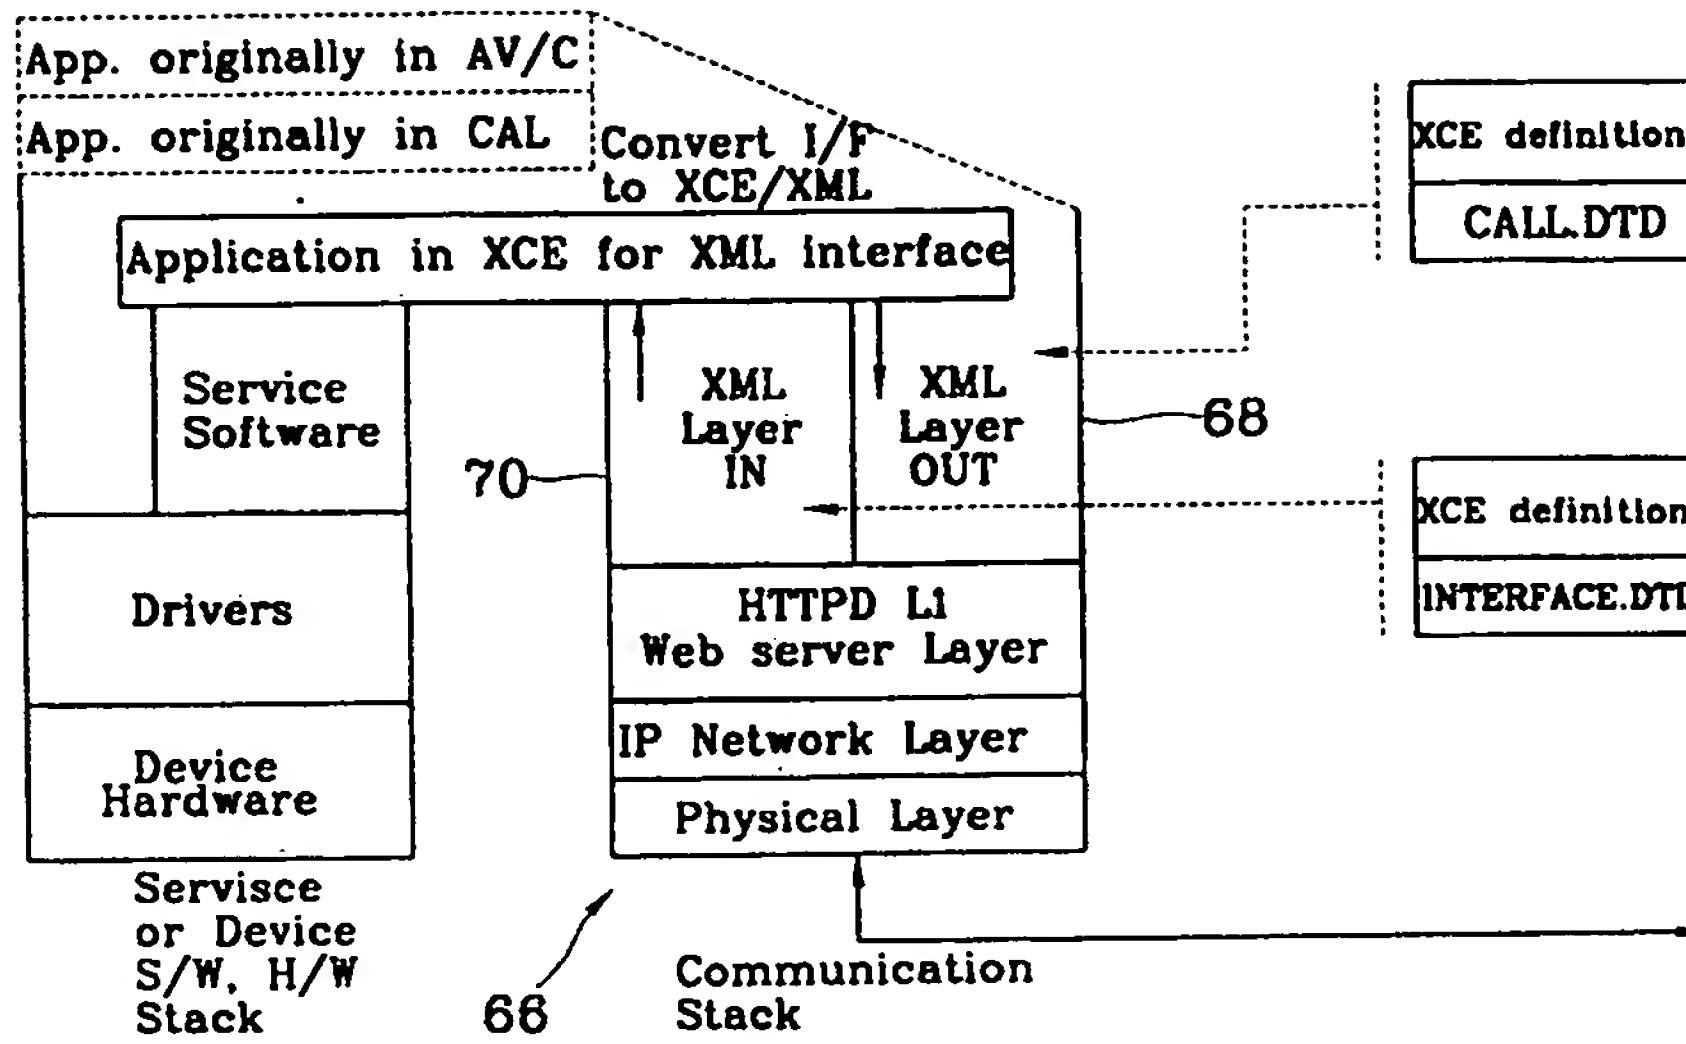 App. originally in AV/C
App. originally in CAL
Convert I/F
to XCE/XML
Application in XCE for XML interface
Service
Software
XML
Layer
IN
XML
Layer
OUT
70
68
Drivers
HTTPD L1
Web server Layer
IP Network Layer
Device
Hardware
Physical Layer
Servisce
or Device
S/W, H/W
Stack
66
Communication
Stack
XCE definition
CALL.DTD
XCE definition
INTERFACE.DTD